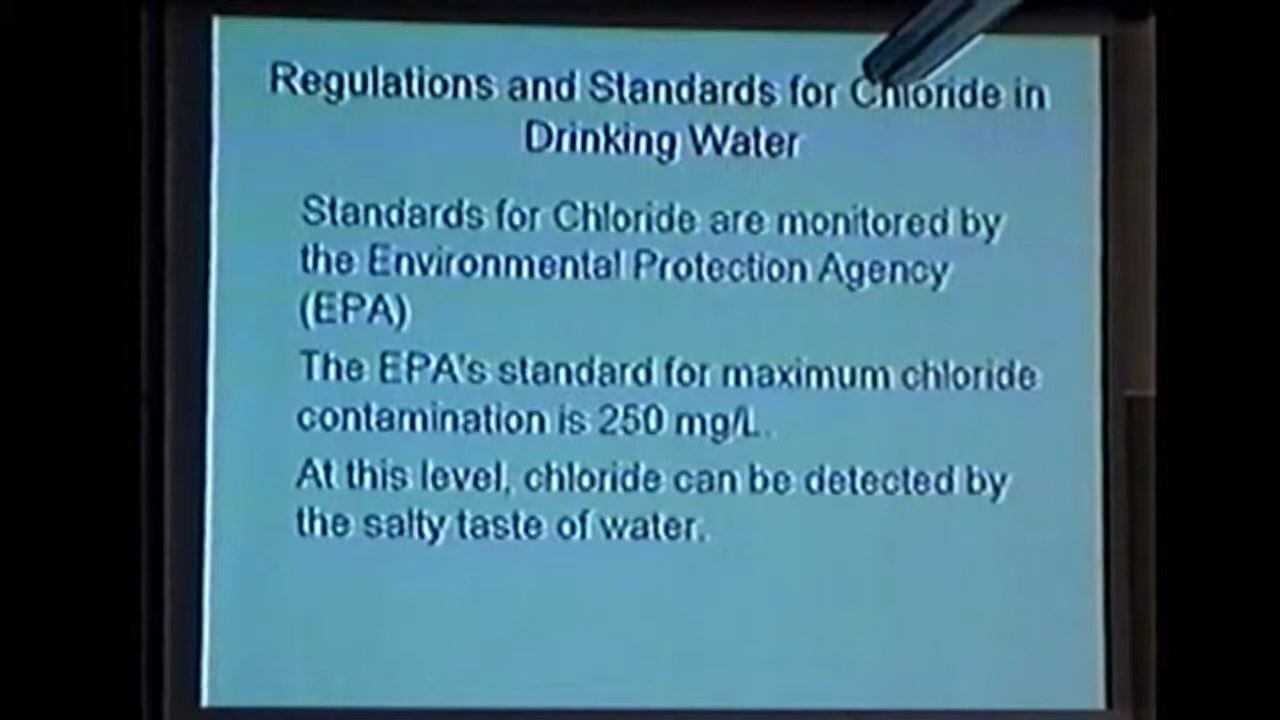 Regulations and Standards for Chloride in
Drinking Water
Standards for Chloride are monitored by
the Environmental Protection Agency
(EPA)
The EPA's standard for maximum chloride
contamination is 250 mg/L.
At this level, chloride can be detected by
the salty taste of water.